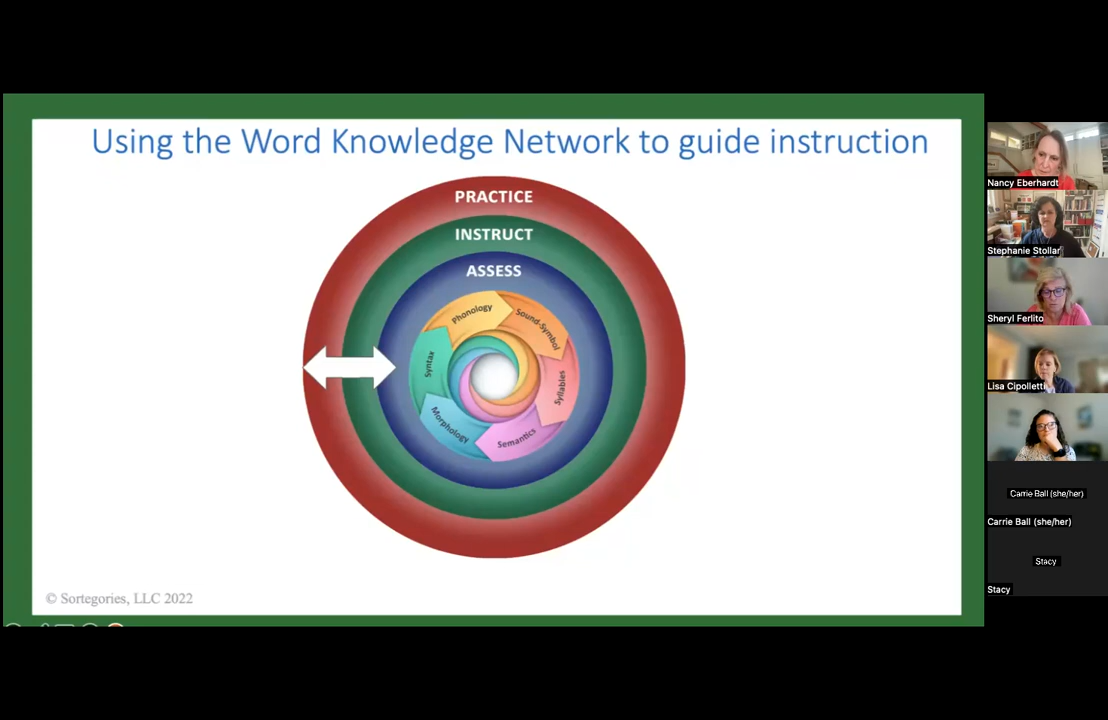 Using the Word Knowledge Network to guide instruction
PRACTICE
INSTRUCT
ASSESS
Phonology
Sound-Symbol
Syllables
Semantics
Morphology
Syntax
© Sortegories, LLC 2022
Nancy Eberhardt
Stephanie Stollar
Sheryl Ferlito
Lisa Cipolletti
Carrie Ball (she/her)
Carrie Ball (she/her)
Stacy
Stacy